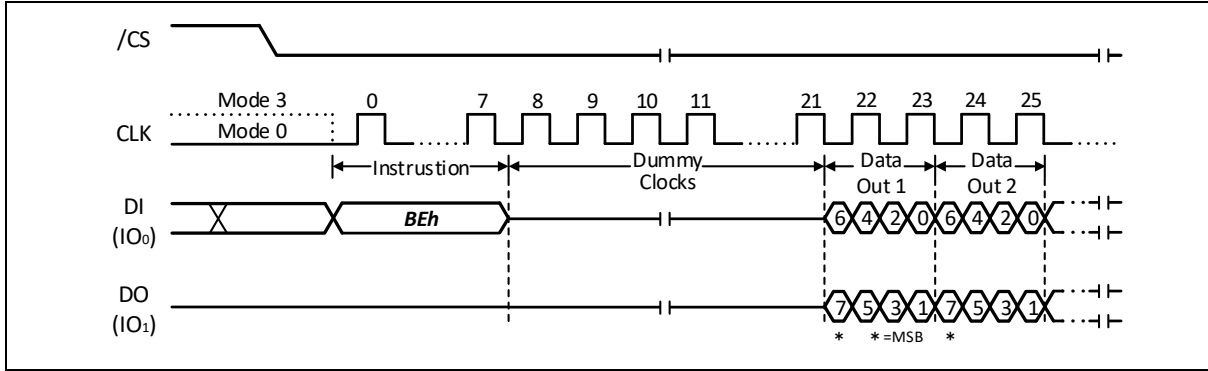 /CS
Mode 3 0 7 8 9 10 11 21 22 23 24 25
CLK Mode 0
Instrustion Dummy Clocks Data Out 1 Data Out 2
DI (IO0) BEh 6 4 2 0 6 4 2 0
DO (IO1) 7 5 3 1 7 5 3 1
* * =MSB *